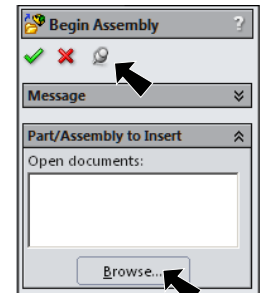 Begin Assembly ?
Message
Part/Assembly to Insert
Open documents:
Browse...